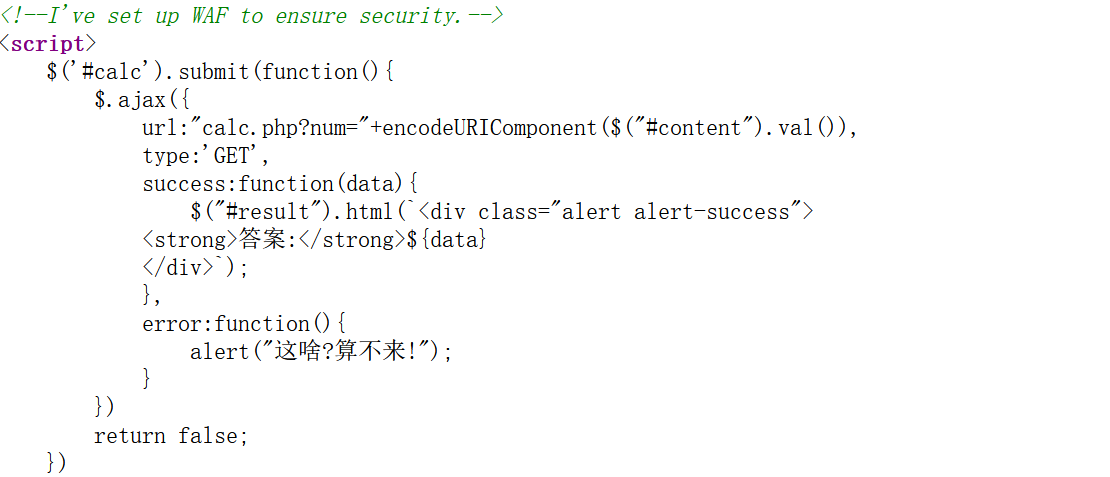 <!--I've set up WAF to ensure security.-->
<script>
    $('#calc').submit(function(){
        $.ajax({
            url:"calc.php?num="+encodeURIComponent($("#content").val()),
            type:'GET',
            success:function(data){
                $("#result").html(`<div class="alert alert-success">
            <strong>答案:</strong>${data}
            </div>`);
            },
            error:function(){
                alert("这啥?算不来!");
            }
        })
        return false;
    })